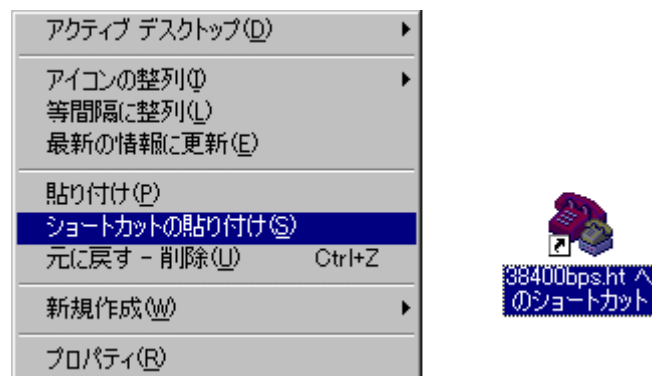 アクティブ デスクトップ(D)
アイコンの整列(I)
等間隔に整列(L)
最新の情報に更新(E)
貼り付け(P)
ショートカットの貼り付け(S)
元に戻す - 削除(U) Ctrl+Z
新規作成(W)
プロパティ(R)
38400bps.ht へ
のショートカット